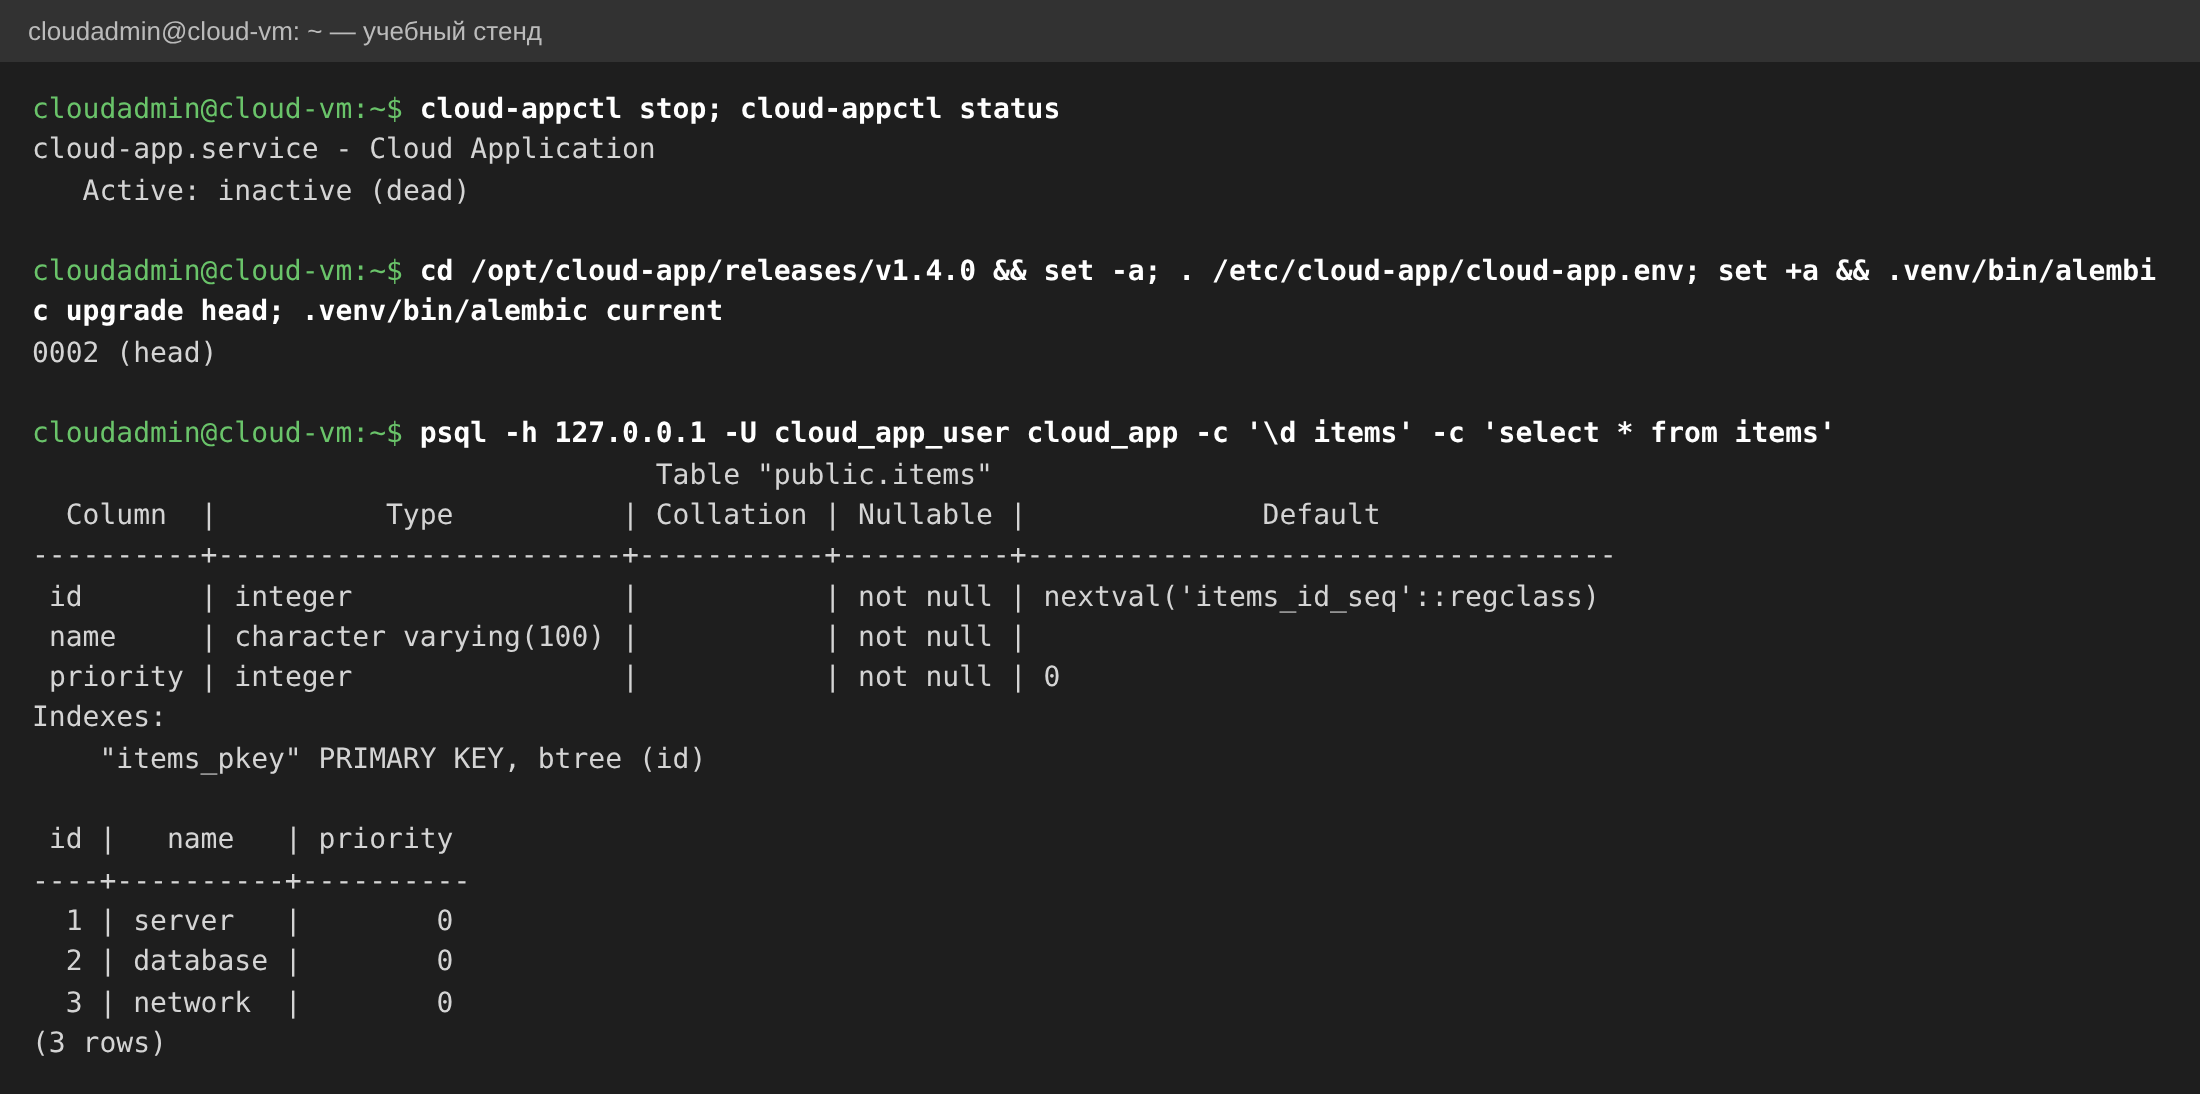 cloudadmin@cloud-vm: ~ — учебный стенд
cloudadmin@cloud-vm:~$ cloud-appctl stop; cloud-appctl status
cloud-app.service - Cloud Application
   Active: inactive (dead)
cloudadmin@cloud-vm:~$ cd /opt/cloud-app/releases/v1.4.0 && set -a; . /etc/cloud-app/cloud-app.env; set +a && .venv/bin/alembi
c upgrade head; .venv/bin/alembic current
0002 (head)
cloudadmin@cloud-vm:~$ psql -h 127.0.0.1 -U cloud_app_user cloud_app -c '\d items' -c 'select * from items'
                                     Table "public.items"
  Column  |          Type          | Collation | Nullable |              Default
----------+------------------------+-----------+----------+-----------------------------------
 id       | integer                |           | not null | nextval('items_id_seq'::regclass)
 name     | character varying(100) |           | not null |
 priority | integer                |           | not null | 0
Indexes:
    "items_pkey" PRIMARY KEY, btree (id)
 id |   name   | priority
----+----------+----------
  1 | server   |        0
  2 | database |        0
  3 | network  |        0
(3 rows)